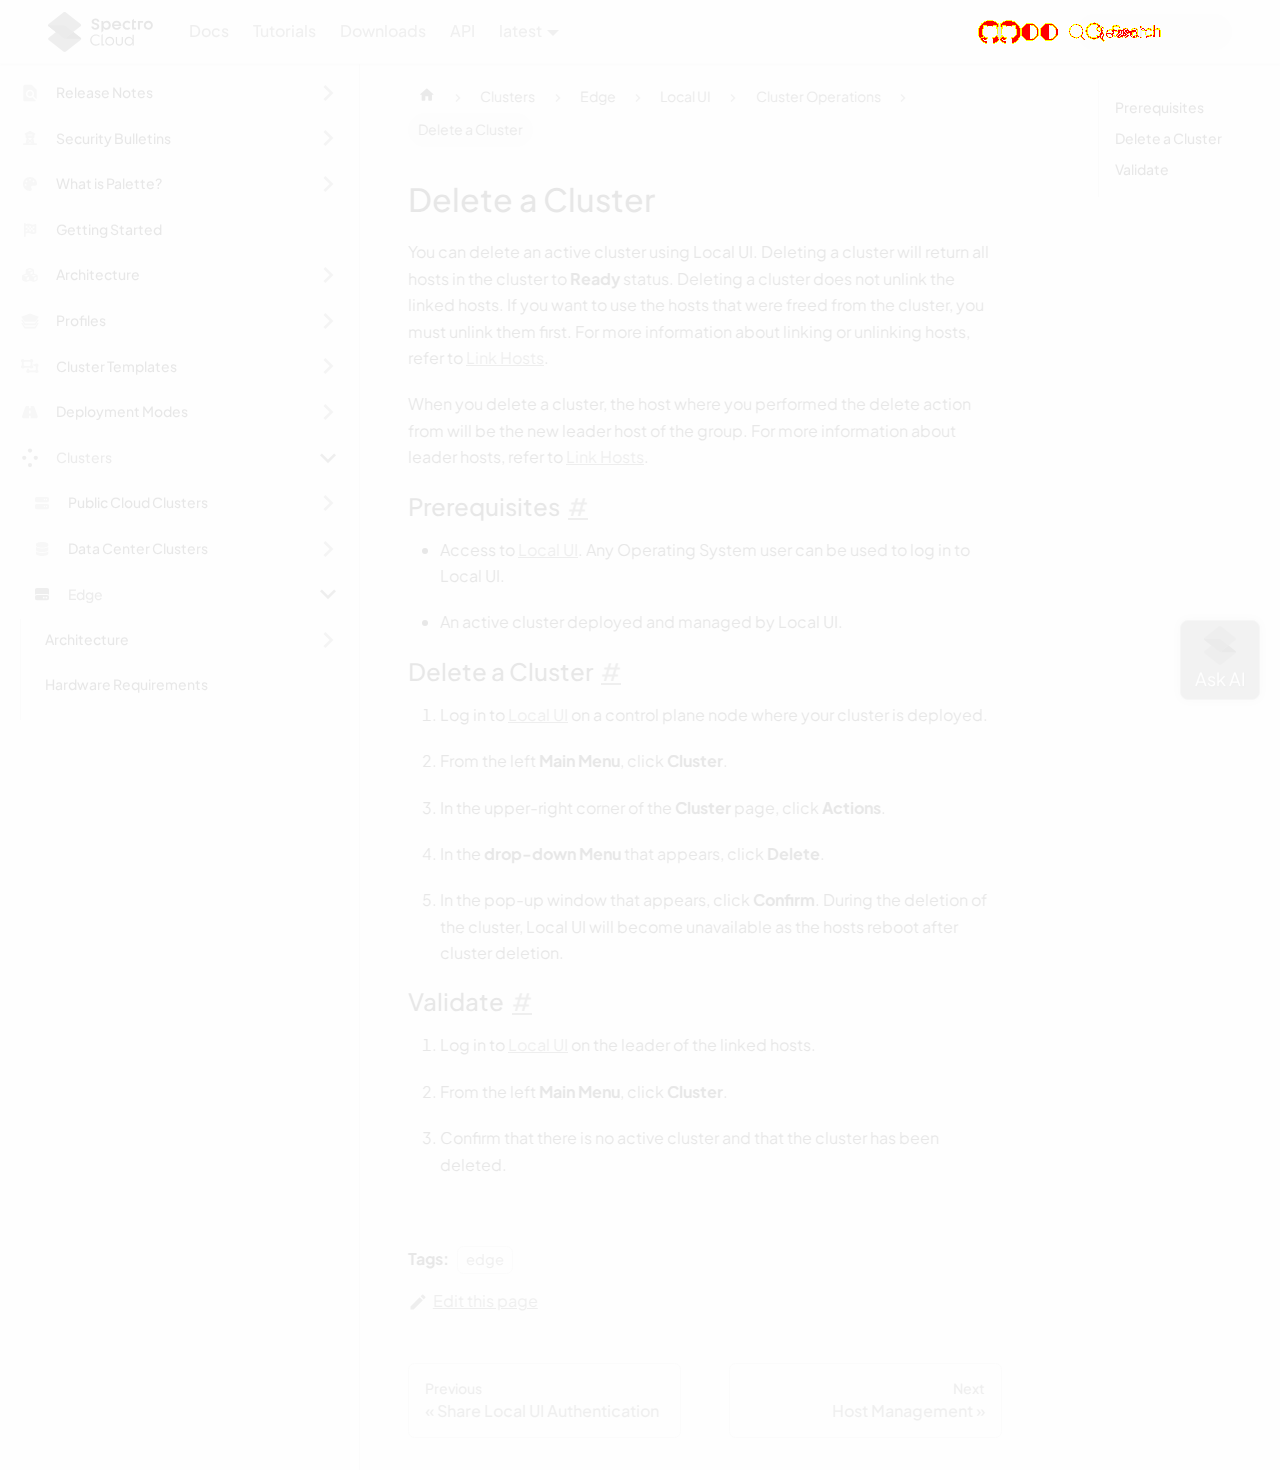 Spectro
Cloud
Docs
Tutorials
Downloads
API
latest
Search
Release Notes
Security Bulletins
What is Palette?
Getting Started
Architecture
Profiles
Cluster Templates
Deployment Modes
Clusters
Public Cloud Clusters
Data Center Clusters
Edge
Architecture
Hardware Requirements
Clusters
Edge
Local UI
Cluster Operations
Delete a Cluster
Delete a Cluster
You can delete an active cluster using Local UI. Deleting a cluster will return all
hosts in the cluster to Ready status. Deleting a cluster does not unlink the
linked hosts. If you want to use the hosts that were freed from the cluster, you
must unlink them first. For more information about linking or unlinking hosts,
refer to Link Hosts.
When you delete a cluster, the host where you performed the delete action
from will be the new leader host of the group. For more information about
leader hosts, refer to Link Hosts.
Prerequisites #
• Access to Local UI. Any Operating System user can be used to log in to
Local UI.
• An active cluster deployed and managed by Local UI.
Delete a Cluster #
1. Log in to Local UI on a control plane node where your cluster is deployed.
2. From the left Main Menu, click Cluster.
3. In the upper-right corner of the Cluster page, click Actions.
4. In the drop-down Menu that appears, click Delete.
5. In the pop-up window that appears, click Confirm. During the deletion of
the cluster, Local UI will become unavailable as the hosts reboot after
cluster deletion.
Validate #
1. Log in to Local UI on the leader of the linked hosts.
2. From the left Main Menu, click Cluster.
3. Confirm that there is no active cluster and that the cluster has been
deleted.
Tags: edge
Edit this page
Previous
« Share Local UI Authentication
Next
Host Management »
Prerequisites
Delete a Cluster
Validate
Ask AI